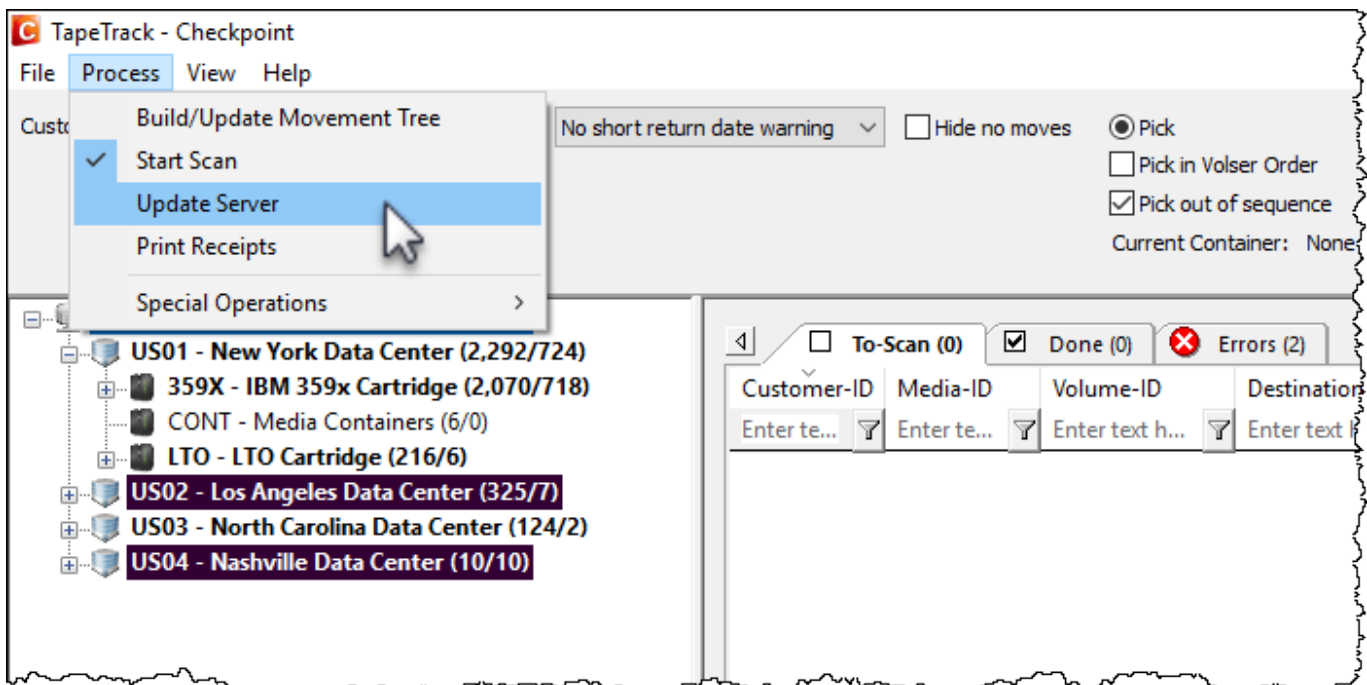 TapeTrack - Checkpoint
File Process View Help
Build/Update Movement Tree
Start Scan
Update Server
Print Receipts
Special Operations
No short return date warning
Hide no moves
Pick
Pick in Volser Order
Pick out of sequence
Current Container: None
US01 - New York Data Center (2,292/724)
359X - IBM 359x Cartridge (2,070/718)
CONT - Media Containers (6/0)
LTO - LTO Cartridge (216/6)
US02 - Los Angeles Data Center (325/7)
US03 - North Carolina Data Center (124/2)
US04 - Nashville Data Center (10/10)
To-Scan (0) Done (0) Errors (2)
Customer-ID Media-ID Volume-ID Destination
Enter te... Enter te... Enter text h... Enter text